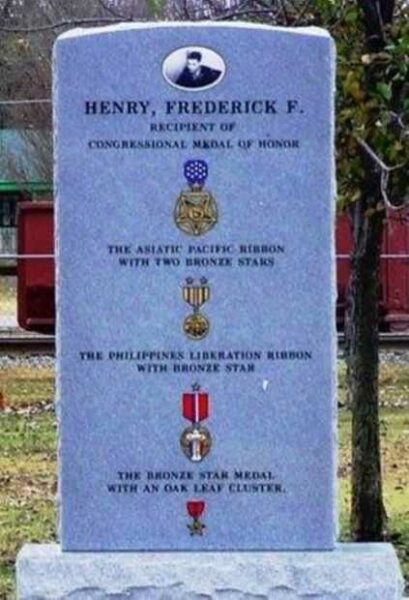 HENRY, FREDERICK F.
RECIPIENT OF
CONGRESSIONAL MEDAL OF HONOR
THE ASIATIC PACIFIC RIBBON
WITH TWO BRONZE STARS
THE PHILIPPINES LIBERATION RIBBON
WITH BRONZE STAR
THE BRONZE STAR MEDAL
WITH AN OAK LEAF CLUSTER.